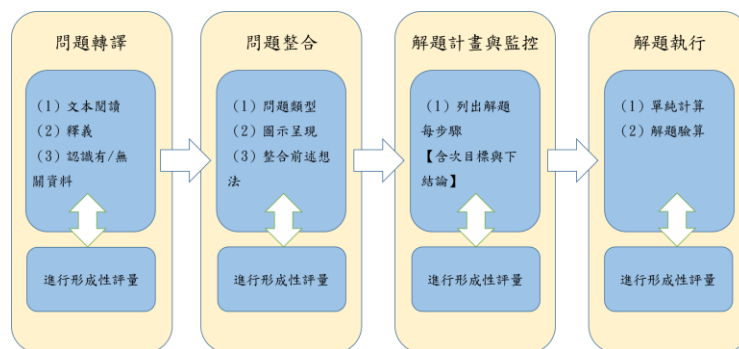 問題轉譯
(1) 文本閱讀
(2) 釋義
(3) 認識有/無
關資料
進行形成性評量
問題整合
(1) 問題類型
(2) 圖示呈現
(3) 整合前述想
法
進行形成性評量
解題計畫與監控
(1) 列出解題
每步驟
【含次目標與下
結論】
進行形成性評量
解題執行
(1) 單純計算
(2) 解題驗算
進行形成性評量